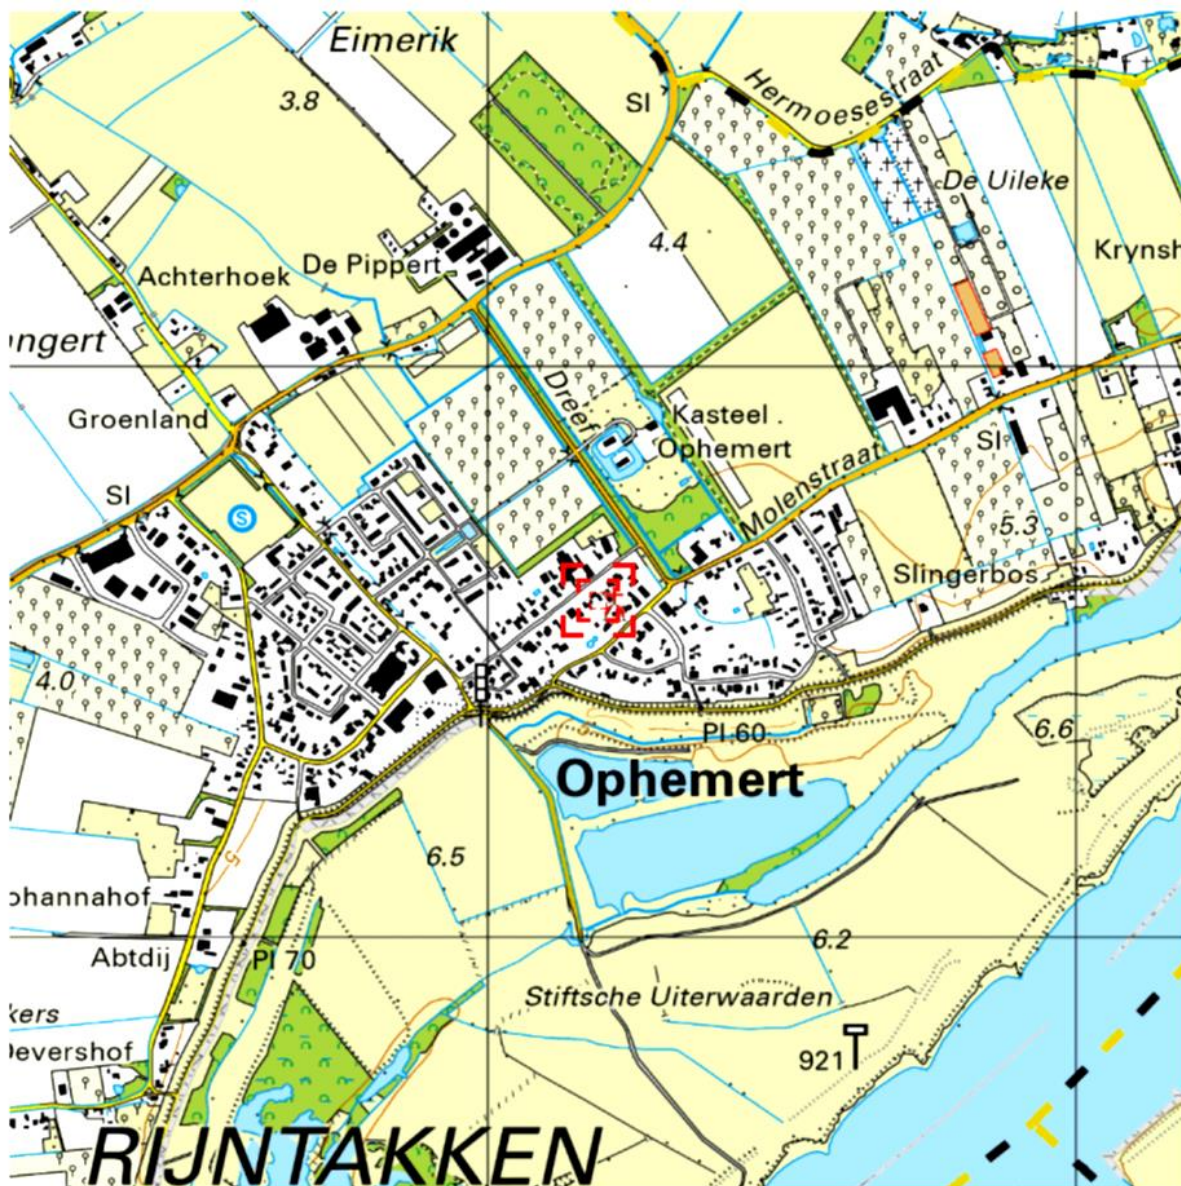 Eimerik
3.8
Sl
Hermoesestraat
De Uileke
4.4
Krynsh
Achterhoek
De Pippert
ngert
Dreef
Groenland
Kasteel
Ophemert
Molenstraat
Sl
Sl
S
5.3
Slingerbos
4.0
Pl 60
6.6
Ophemert
5
6.5
ohannahof
6.2
Abtdij
Pl 70
Stiftsche Uiterwaarden
kers
Devershof
921
RIJNTAKKEN